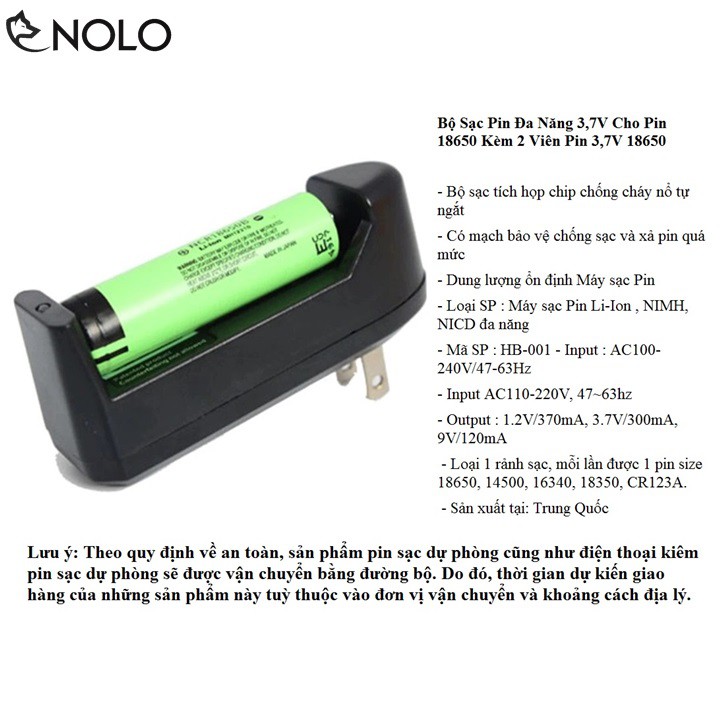 NOLO
Bộ Sạc Pin Đa Năng 3,7V Cho Pin
18650 Kèm 2 Viên Pin 3,7V 18650
- Bộ sạc tích họp chip chống cháy nổ tự
ngắt
- Có mạch bảo vệ chống sạc và xả pin quá
mức
- Dung lượng ổn định Máy sạc Pin
- Loại SP : Máy sạc Pin Li-Ion , NIMH,
NICD đa năng
- Mã SP : HB-001 - Input : AC100-
240V/47-63Hz
- Input AC110-220V, 47~63hz
- Output : 1.2V/370mA, 3.7V/300mA,
9V/120mA
- Loại 1 rảnh sạc, mỗi lần được 1 pin size
18650, 14500, 16340, 18350, CR123A.
- Sản xuất tại: Trung Quốc
NCR18650B
MADE IN JAPAN
Lưu ý: Theo quy định về an toàn, sản phẩm pin sạc dự phòng cũng như điện thoại kiêm
pin sạc dự phòng sẽ được vận chuyển bằng đường bộ. Do đó, thời gian dự kiến giao
hàng của những sản phẩm này tuỳ thuộc vào đơn vị vận chuyển và khoảng cách địa lý.